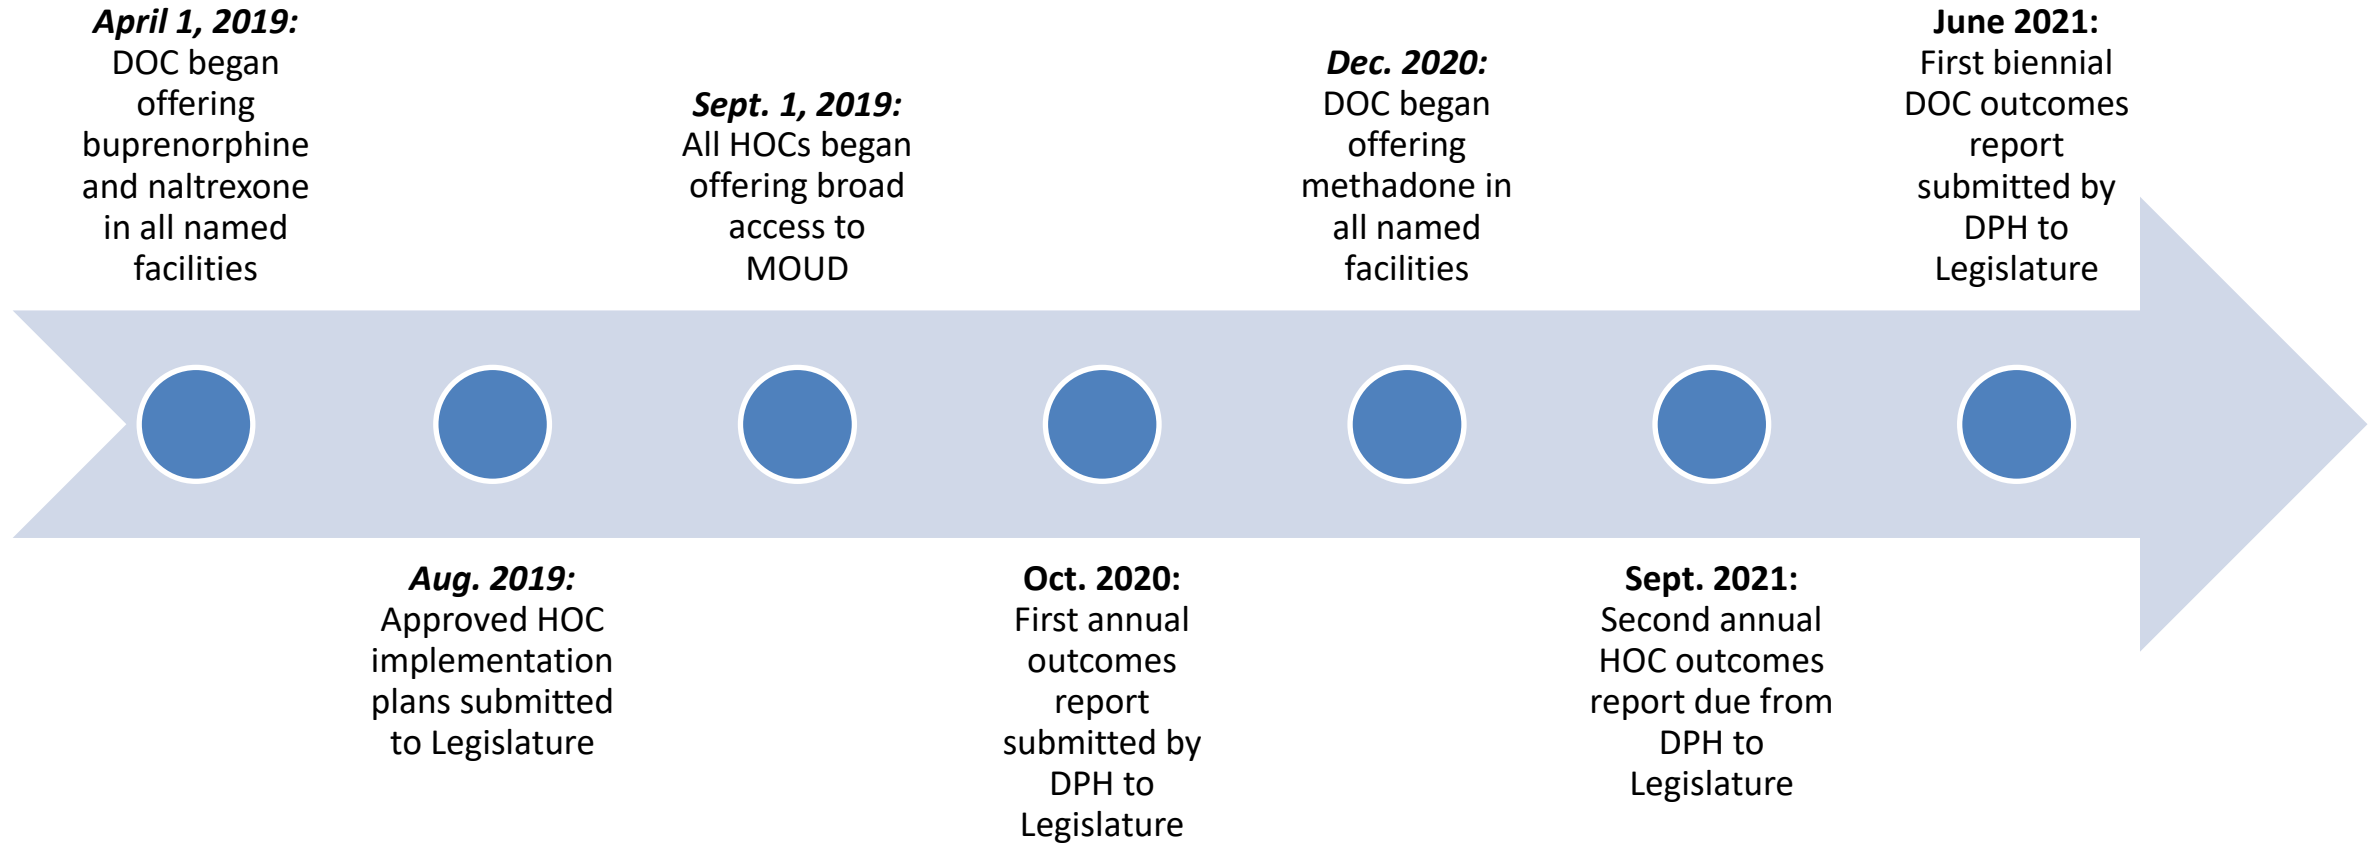 April 1, 2019:
DOC began
offering
buprenorphine
and naltrexone
in all named
facilities
Aug. 2019:
Approved HOC
implementation
plans submitted
to Legislature
Sept. 1, 2019:
All HOCs began
offering broad
access to
MOUD
Oct. 2020:
First annual
outcomes
report
submitted by
DPH to
Legislature
Dec. 2020:
DOC began
offering
methadone in
all named
facilities
Sept. 2021:
Second annual
HOC outcomes
report due from
DPH to
Legislature
June 2021:
First biennial
DOC outcomes
report
submitted by
DPH to
Legislature